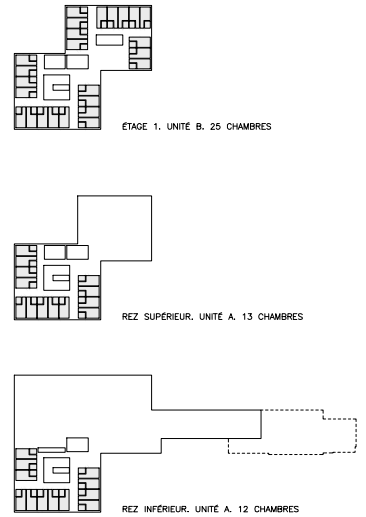 ÉTAGE 1. UNITÉ B. 25 CHAMBRES
REZ SUPÉRIEUR. UNITÉ A. 13 CHAMBRES
REZ INFÉRIEUR. UNITÉ A. 12 CHAMBRES